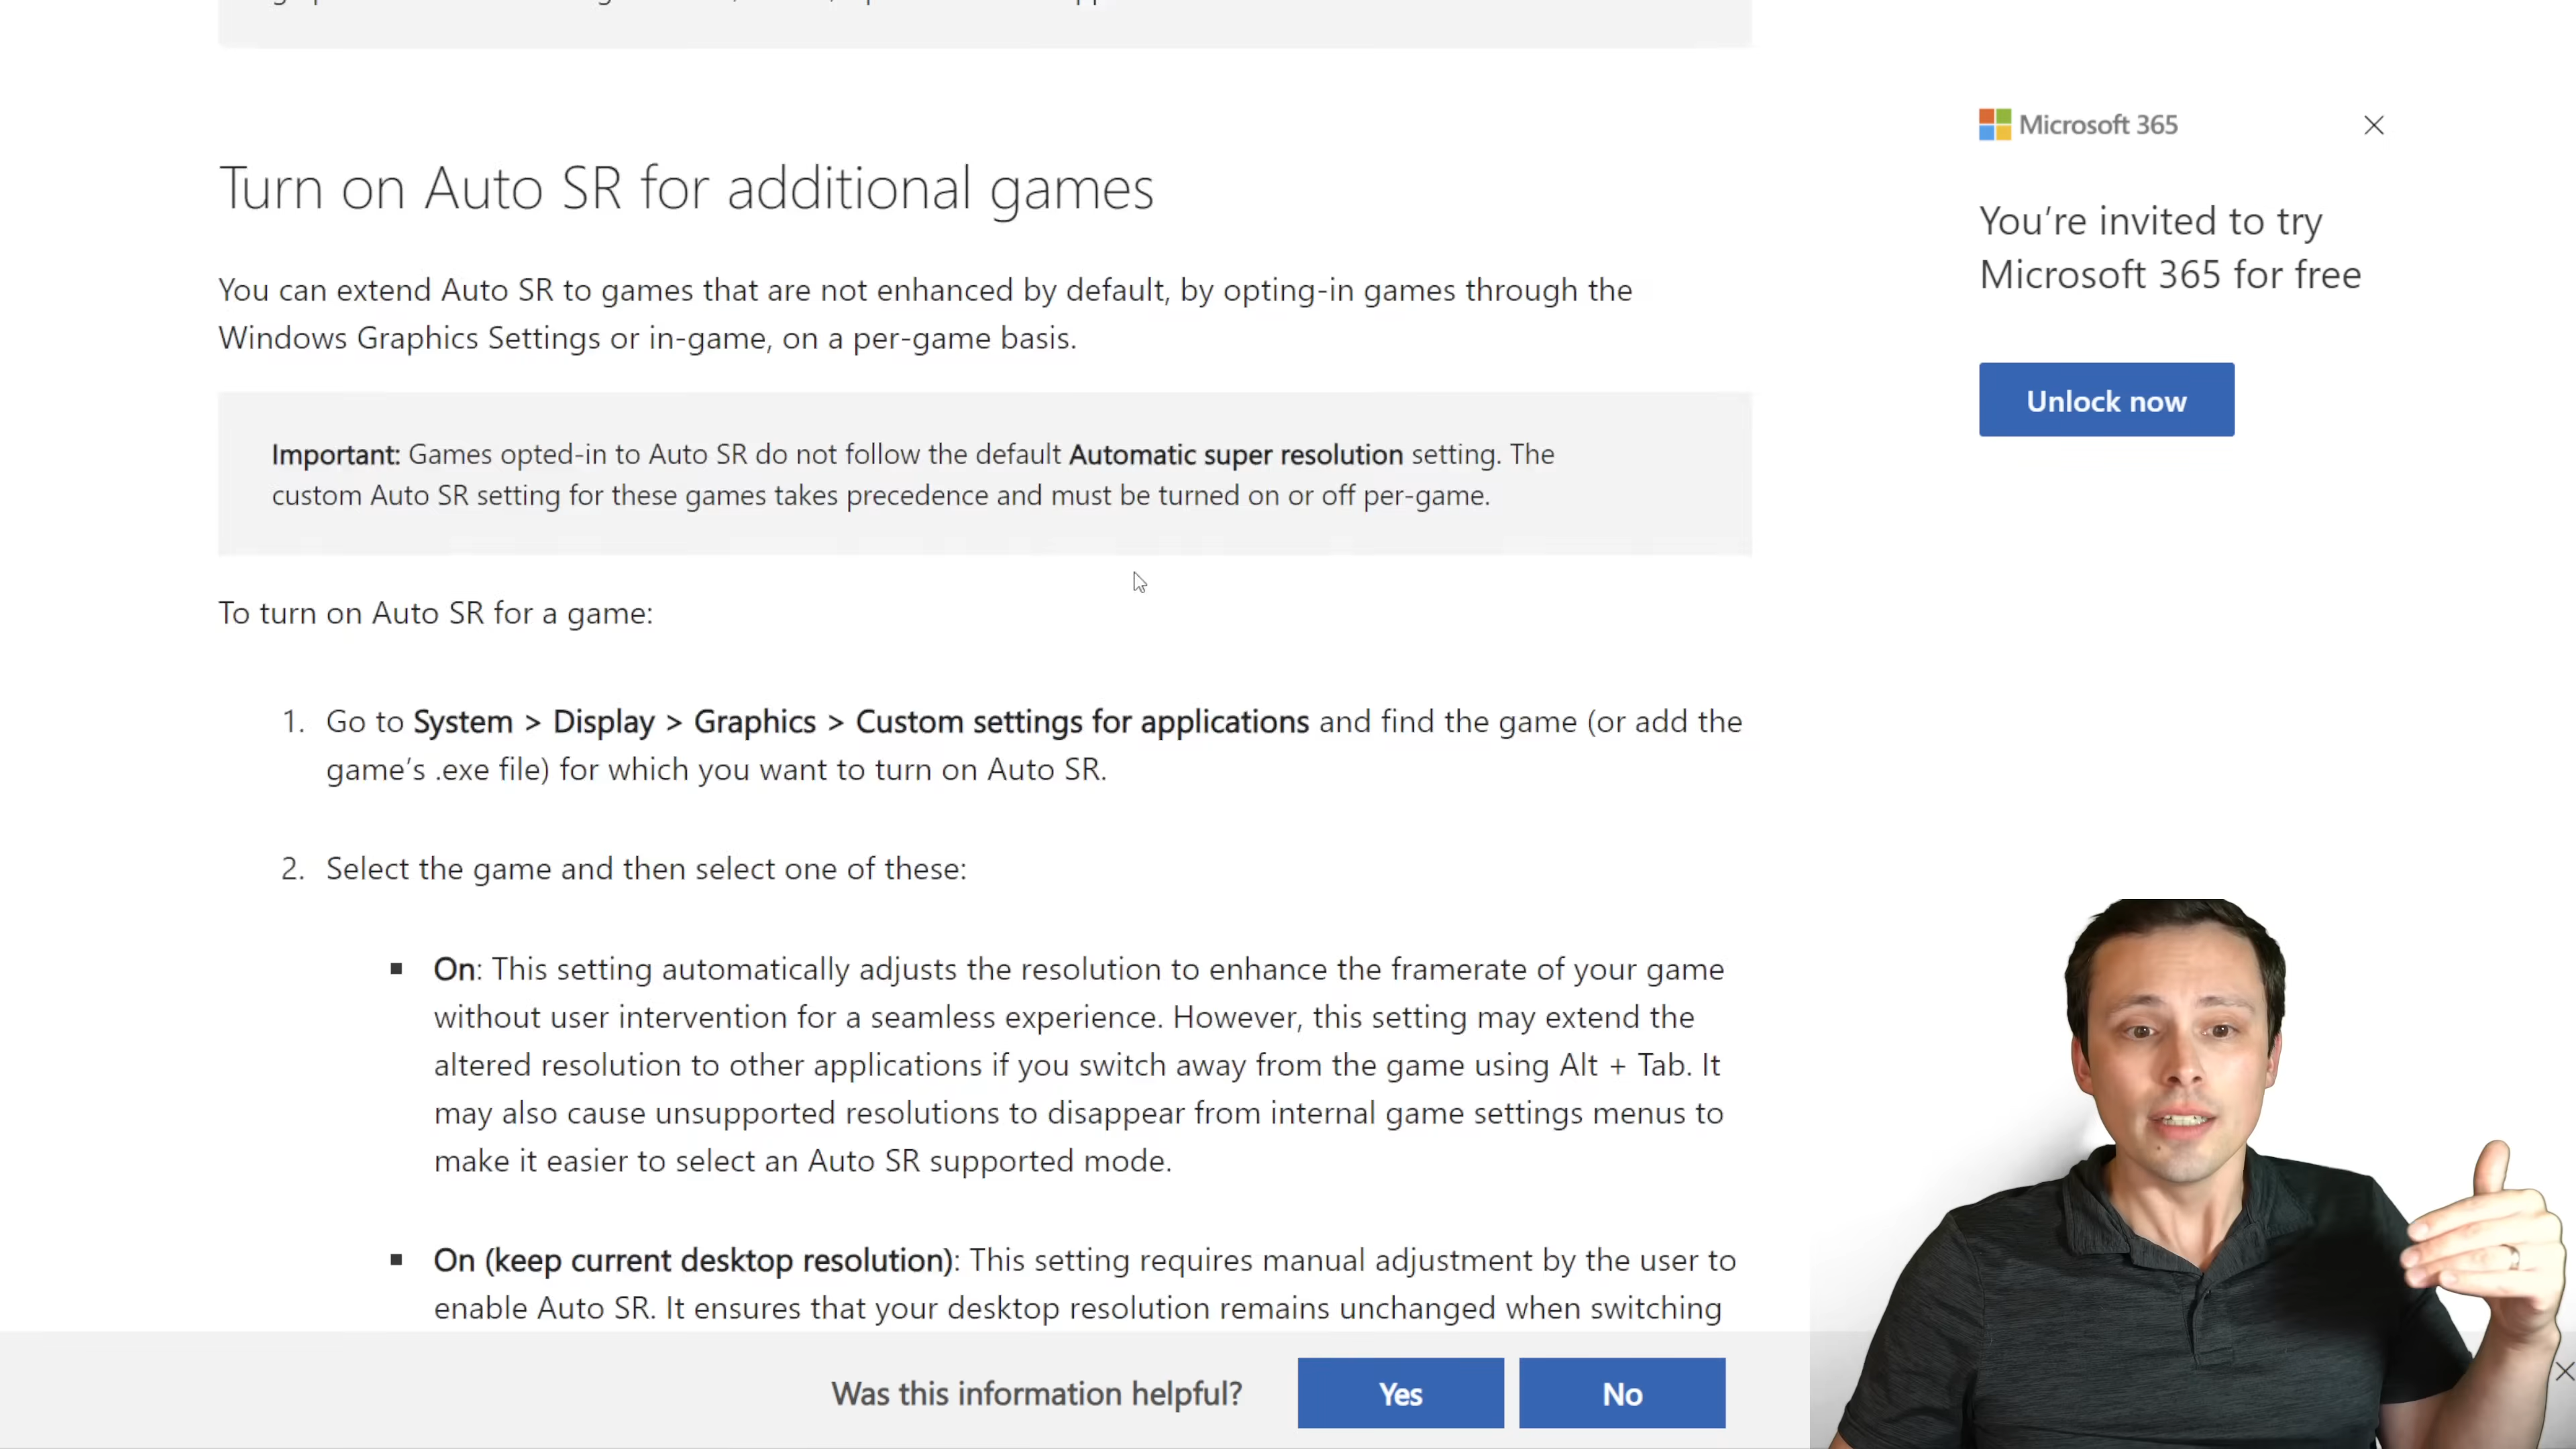 Turn on Auto SR for additional games
You can extend Auto SR to games that are not enhanced by default, by opting-in games through the
Windows Graphics Settings or in-game, on a per-game basis.
Important: Games opted-in to Auto SR do not follow the default Automatic super resolution setting. The
custom Auto SR setting for these games takes precedence and must be turned on or off per-game.
To turn on Auto SR for a game:
1. Go to System > Display > Graphics > Custom settings for applications and find the game (or add the
game's .exe file) for which you want to turn on Auto SR.
2. Select the game and then select one of these:
▪ On: This setting automatically adjusts the resolution to enhance the framerate of your game
without user intervention for a seamless experience. However, this setting may extend the
altered resolution to other applications if you switch away from the game using Alt + Tab. It
may also cause unsupported resolutions to disappear from internal game settings menus to
make it easier to select an Auto SR supported mode.
▪ On (keep current desktop resolution): This setting requires manual adjustment by the user to
enable Auto SR. It ensures that your desktop resolution remains unchanged when switching
Was this information helpful?
Yes
No
Microsoft 365
You're invited to try
Microsoft 365 for free
Unlock now